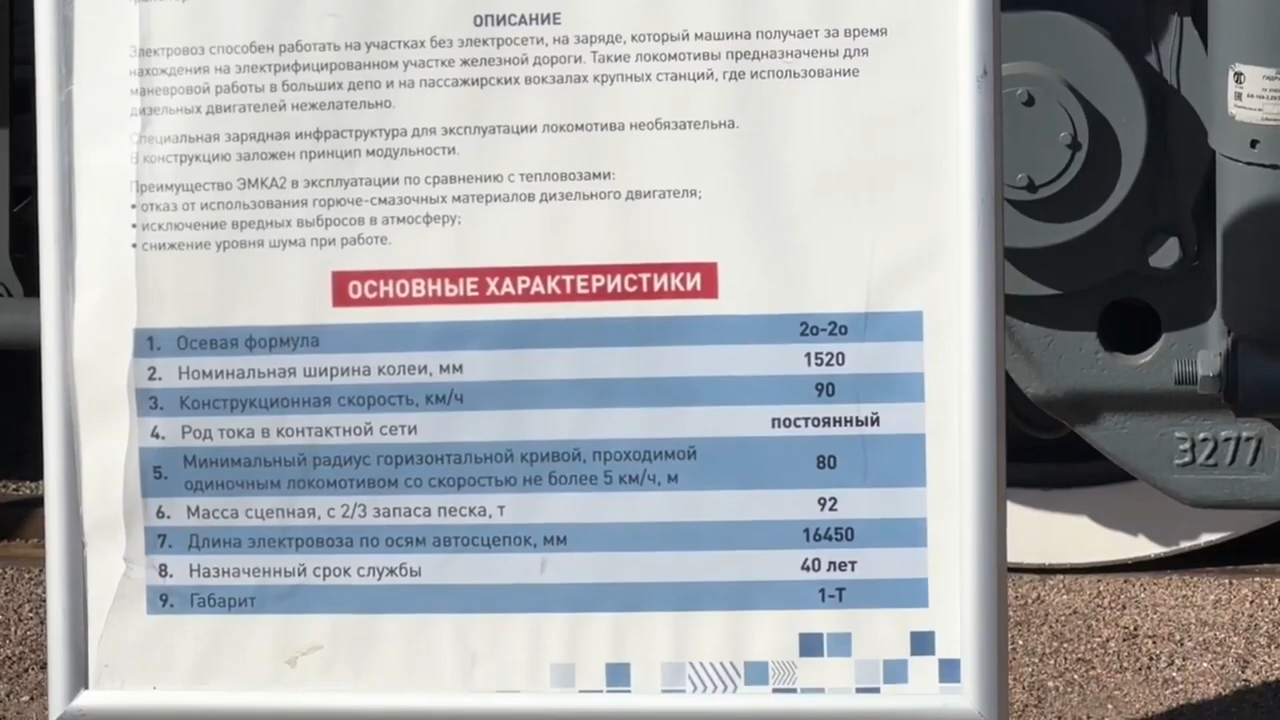 ОПИСАНИЕ
Электровоз способен работать на участках без электросети, на заряде, который машина получает за время
нахождения на электрифицированном участке железной дороги. Такие локомотивы предназначены для
маневровой работы в больших депо и на пассажирских вокзалах крупных станций, где использование
дизельных двигателей нежелательно.
Специальная зарядная инфраструктура для эксплуатации локомотива необязательна.
В конструкцию заложен принцип модульности.
Преимущество ЭМКА2 в эксплуатации по сравнению с тепловозами:
• отказ от использования горюче-смазочных материалов дизельного двигателя;
• исключение вредных выбросов в атмосферу;
• снижение уровня шума при работе.
ОСНОВНЫЕ ХАРАКТЕРИСТИКИ
1. Осевая формула 2о-2о
2. Номинальная ширина колеи, мм 1520
3. Конструкционная скорость, км/ч 90
4. Род тока в контактной сети постоянный
5. Минимальный радиус горизонтальной кривой, проходимой
одиночным локомотивом со скоростью не более 5 км/ч, м 80
6. Масса сцепная, с 2/3 запаса песка, т 92
7. Длина электровоза по осям автосцепок, мм 16450
8. Назначенный срок службы 40 лет
9. Габарит 1-Т
3277